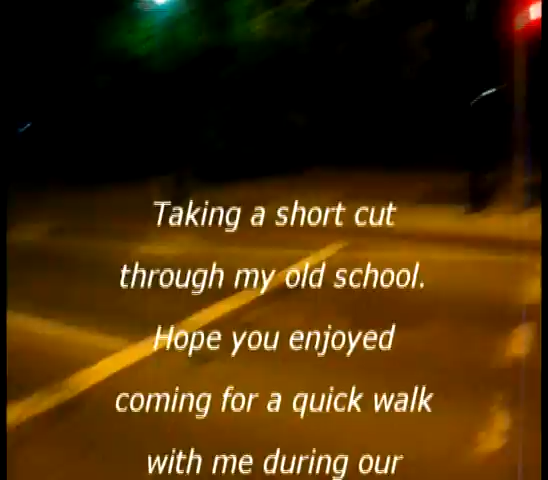 Taking a short cut
through my old school.
Hope you enjoyed
coming for a quick walk
with me during our